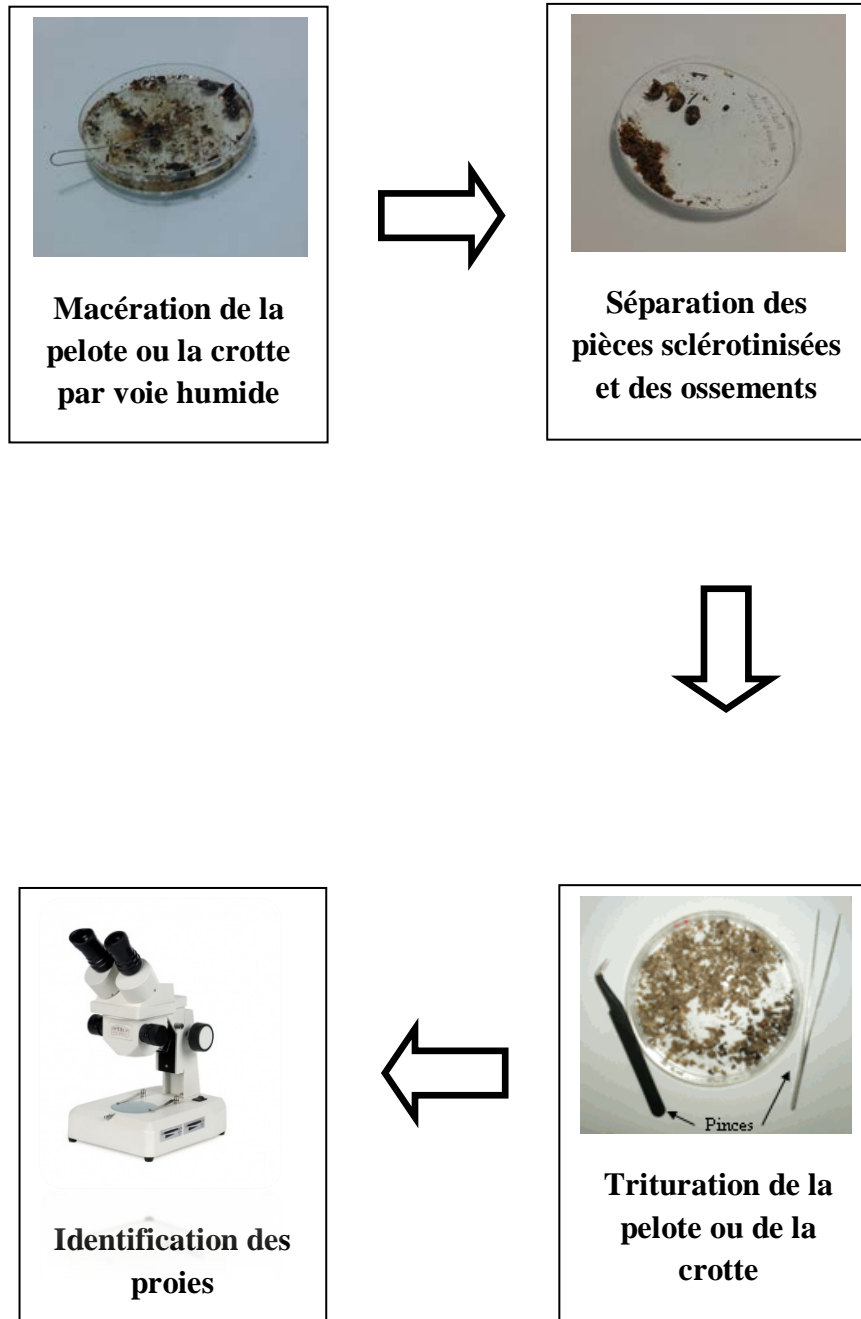 Macération de la
pelote ou la crotte
par voie humide
Séparation des
pièces sclérotinisées
et des ossements
Pinces
Trituration de la
pelote ou de la
crotte
Identification des
proies